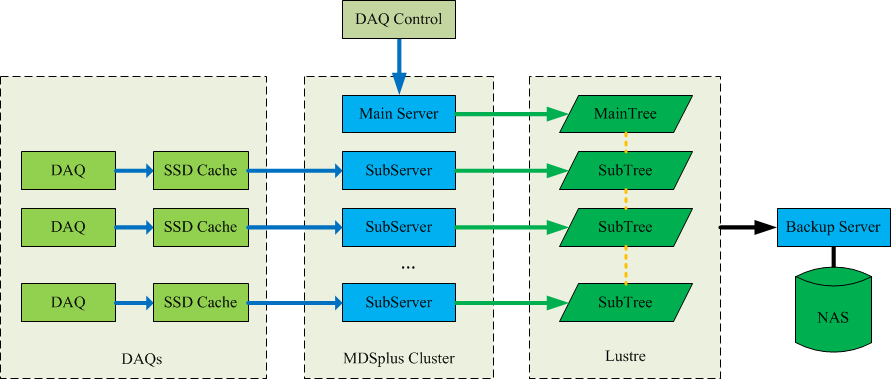 DAQ Control
Main Server
MainTree
DAQ
SSD Cache
SubServer
SubTree
DAQ
SSD Cache
SubServer
SubTree
Backup Server
...
DAQ
SSD Cache
SubServer
SubTree
NAS
DAQs
MDSplus Cluster
Lustre